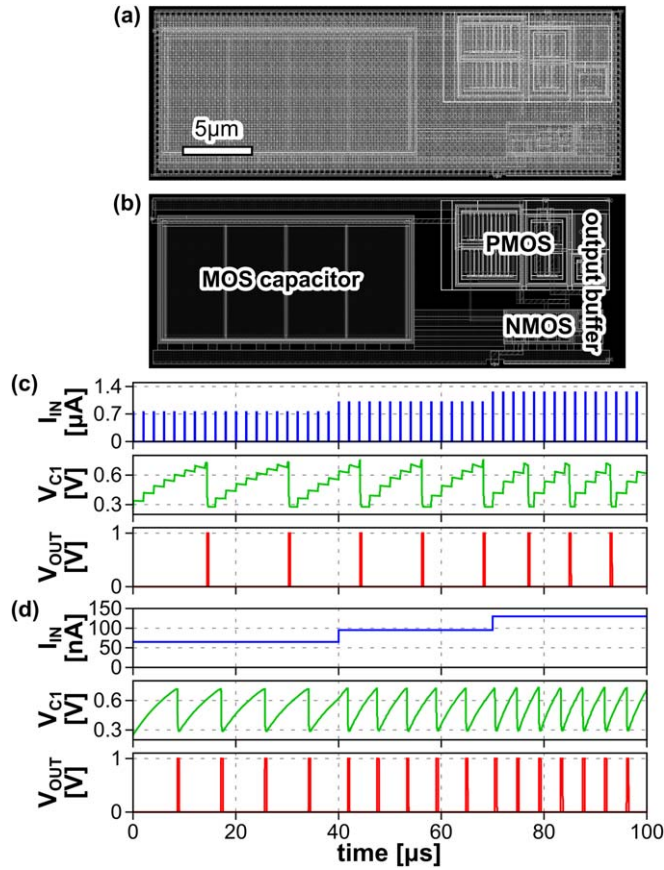 (a)
5µm
(b)
MOS capacitor
PMOS
NMOS
output buffer
(c)
I_IN [µA]
1.4
0.7
0
V_C1 [V]
0.6
0.3
V_OUT [V]
1
0
(d)
I_IN [nA]
150
100
50
0
V_C1 [V]
0.6
0.3
V_OUT [V]
1
0
0 20 40 60 80 100
time [µs]